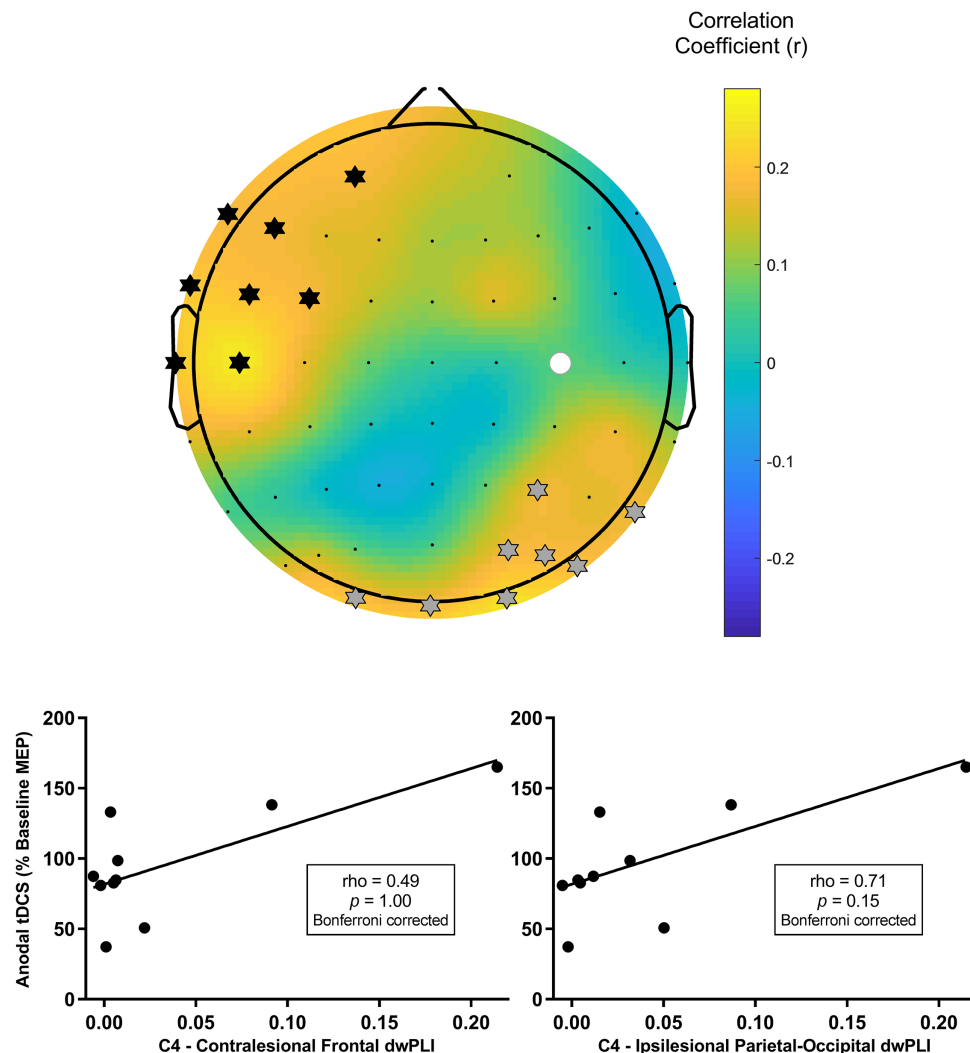 Correlation
Coefficient (r)
0.2
0.1
0
-0.1
-0.2
Anodal tDCS (% Baseline MEP)
200
150
100
50
0
rho = 0.49
p = 1.00
Bonferroni corrected
0.00 0.05 0.10 0.15 0.20
C4 - Contralesional Frontal dwPLI
200
150
100
50
0
rho = 0.71
p = 0.15
Bonferroni corrected
0.00 0.05 0.10 0.15 0.20
C4 - Ipsilesional Parietal-Occipital dwPLI